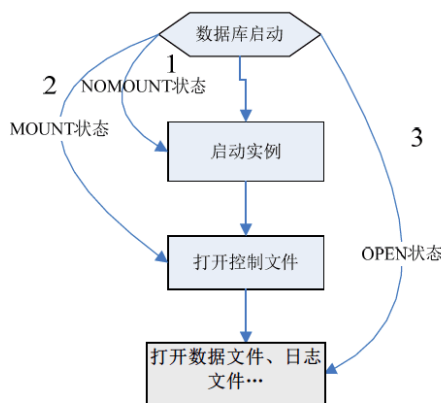 数据库启动
1
2
NOMOUNT状态
MOUNT状态
3
启动实例
OPEN状态
打开控制文件
打开数据文件、日志
文件…